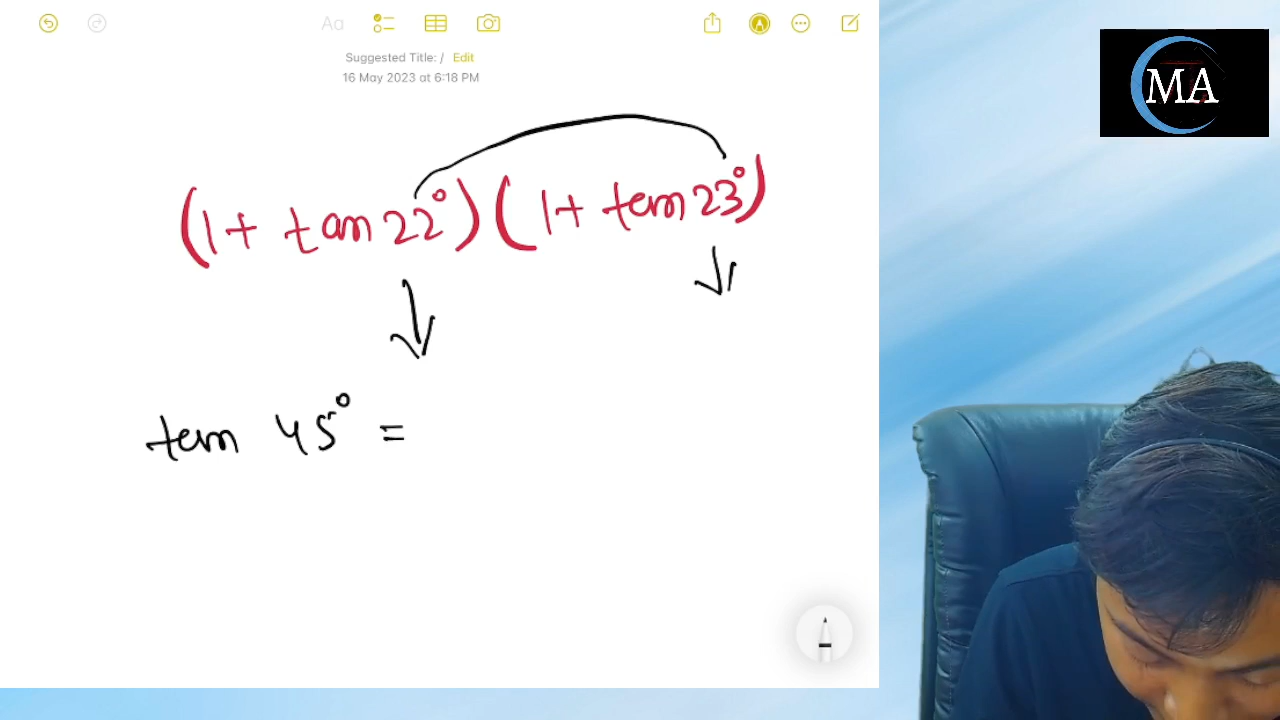 Aa
Suggested Title: / Edit
16 May 2023 at 6:18 PM
MA
(1 + tan 22°) (1 + tan 23°)
tan 45° =